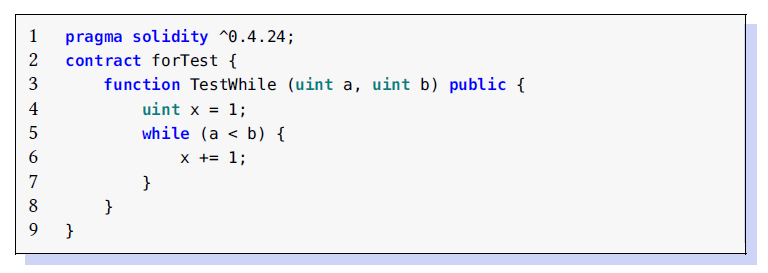 1 pragma solidity ^0.4.24;
2 contract forTest {
3 function TestWhile (uint a, uint b) public {
4 uint x = 1;
5 while (a < b) {
6 x += 1;
7 }
8 }
9 }